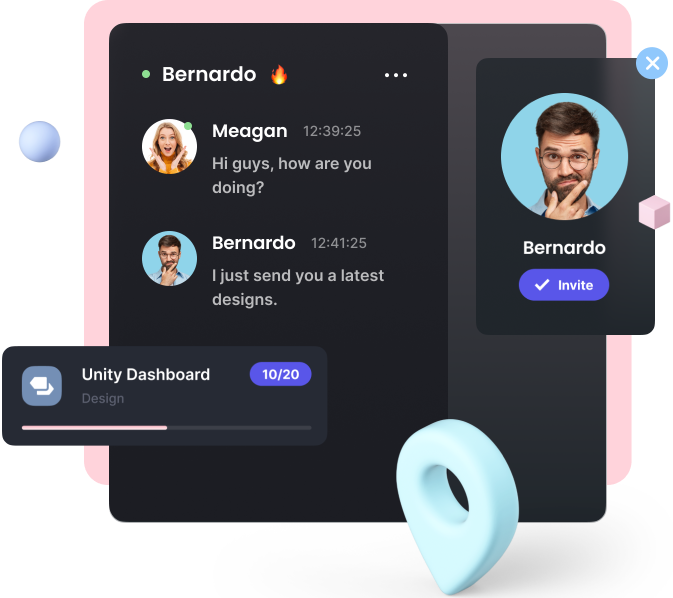 Bernardo 🔥
Meagan 12:39:25
Hi guys, how are you
doing?
Bernardo 12:41:25
I just send you a latest
designs.
Bernardo
Invite
Unity Dashboard 10/20
Design